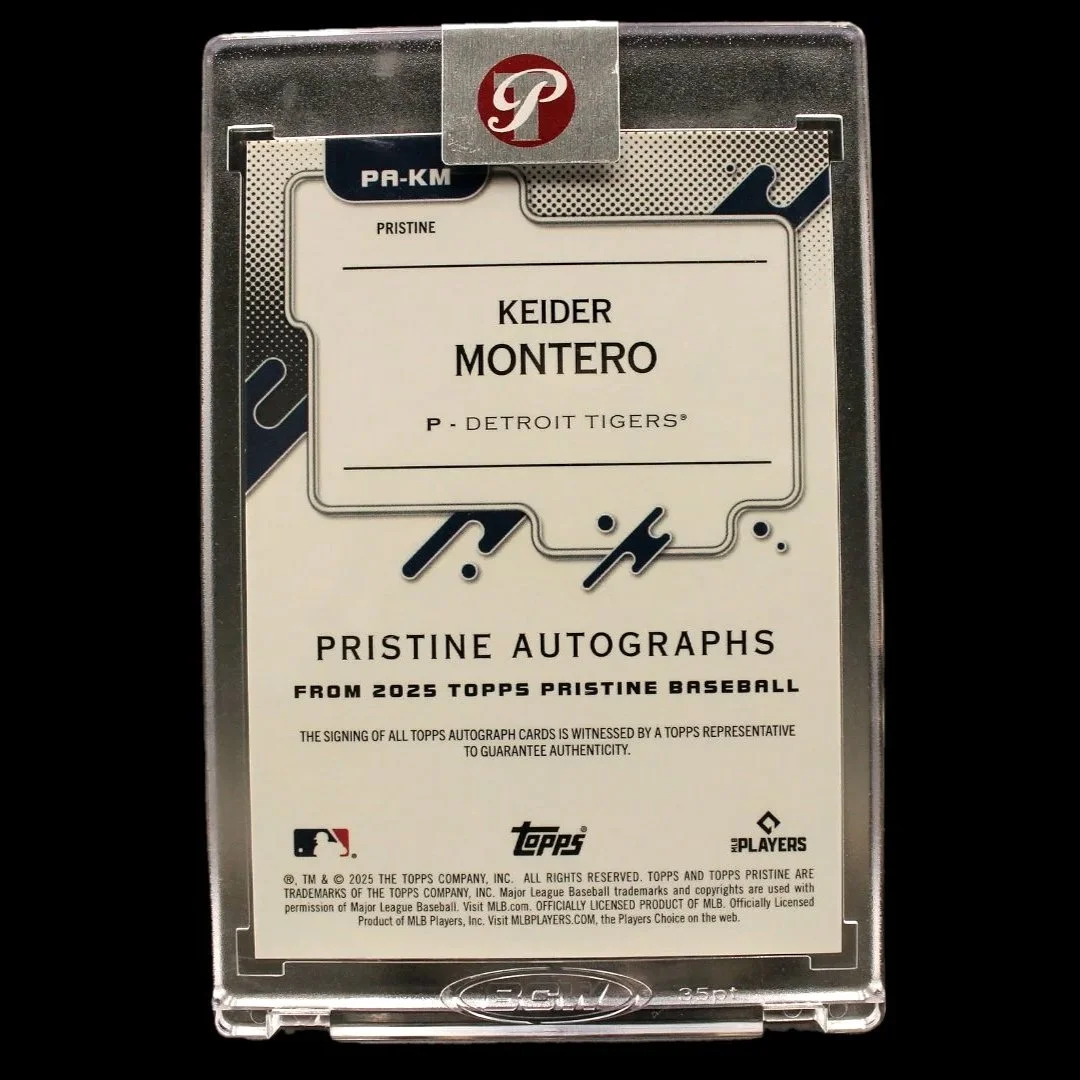 P
PA-KM
PRISTINE
KEIDER
MONTERO
P - DETROIT TIGERS®
PRISTINE AUTOGRAPHS
FROM 2025 TOPPS PRISTINE BASEBALL
THE SIGNING OF ALL TOPPS AUTOGRAPH CARDS IS WITNESSED BY A TOPPS REPRESENTATIVE
TO GUARANTEE AUTHENTICITY.
topps®
MLB PLAYERS
®, TM & © 2025 THE TOPPS COMPANY, INC. ALL RIGHTS RESERVED. TOPPS AND TOPPS PRISTINE ARE
TRADEMARKS OF THE TOPPS COMPANY, INC. Major League Baseball trademarks and copyrights are used with
permission of Major League Baseball. Visit MLB.com. OFFICIALLY LICENSED PRODUCT OF MLB. Officially Licensed
Product of MLB Players, Inc. Visit MLBPLAYERS.COM, the Players Choice on the web.
BCW 35pt